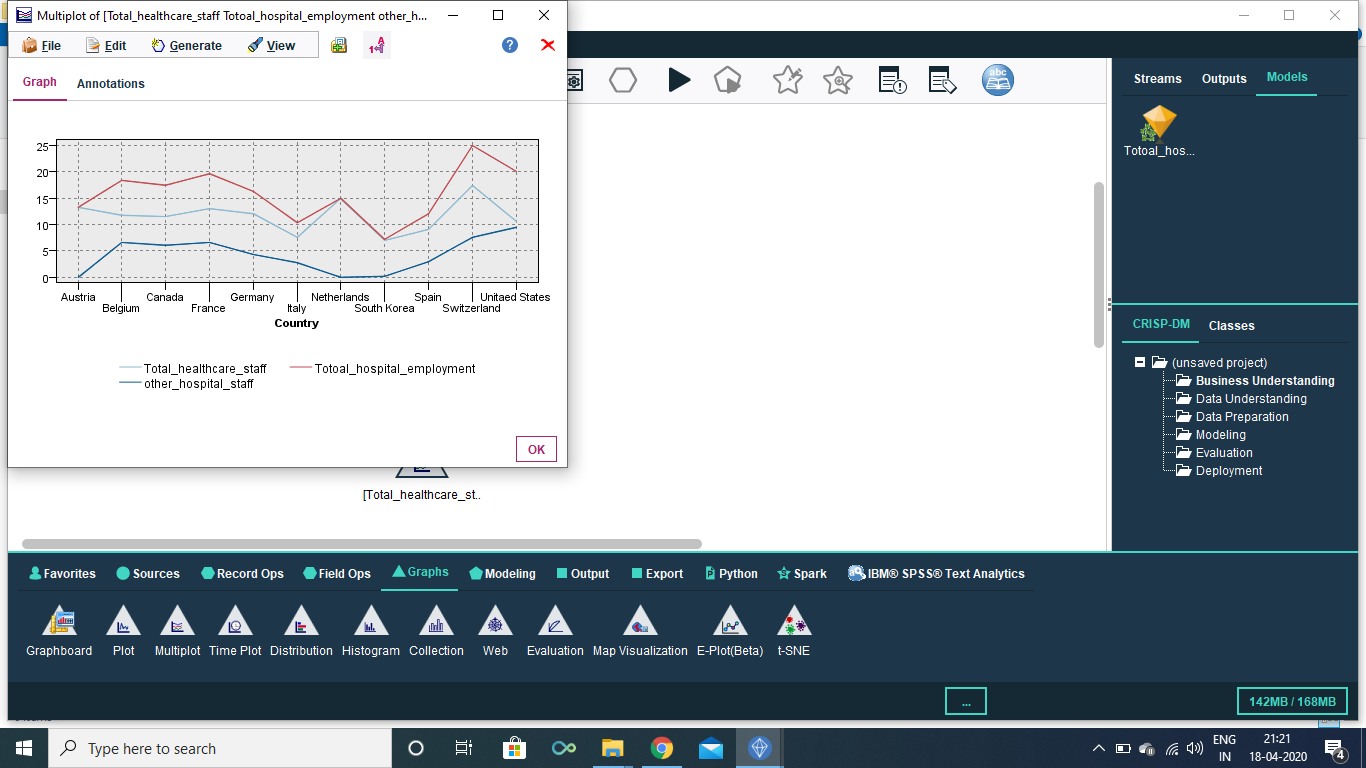 Multiplot of [Total_healthcare_staff Totoal_hospital_employment other_h...
File Edit Generate View
Graph Annotations
25
20
15
10
5
0
Austria Canada Germany Netherlands Spain Unitaed States
Belgium France Italy South Korea Switzerland
Country
Total_healthcare_staff Totoal_hospital_employment
other_hospital_staff
OK
[Total_healthcare_st..
abc
Streams Outputs Models
Totoal_hos...
CRISP-DM Classes
(unsaved project)
Business Understanding
Data Understanding
Data Preparation
Modeling
Evaluation
Deployment
Favorites Sources Record Ops Field Ops Graphs Modeling Output Export Python Spark IBM® SPSS® Text Analytics
Graphboard Plot Multiplot Time Plot Distribution Histogram Collection Web Evaluation Map Visualization E-Plot(Beta) t-SNE
... 142MB / 168MB
Type here to search
ENG
IN
21:21
18-04-2020
4